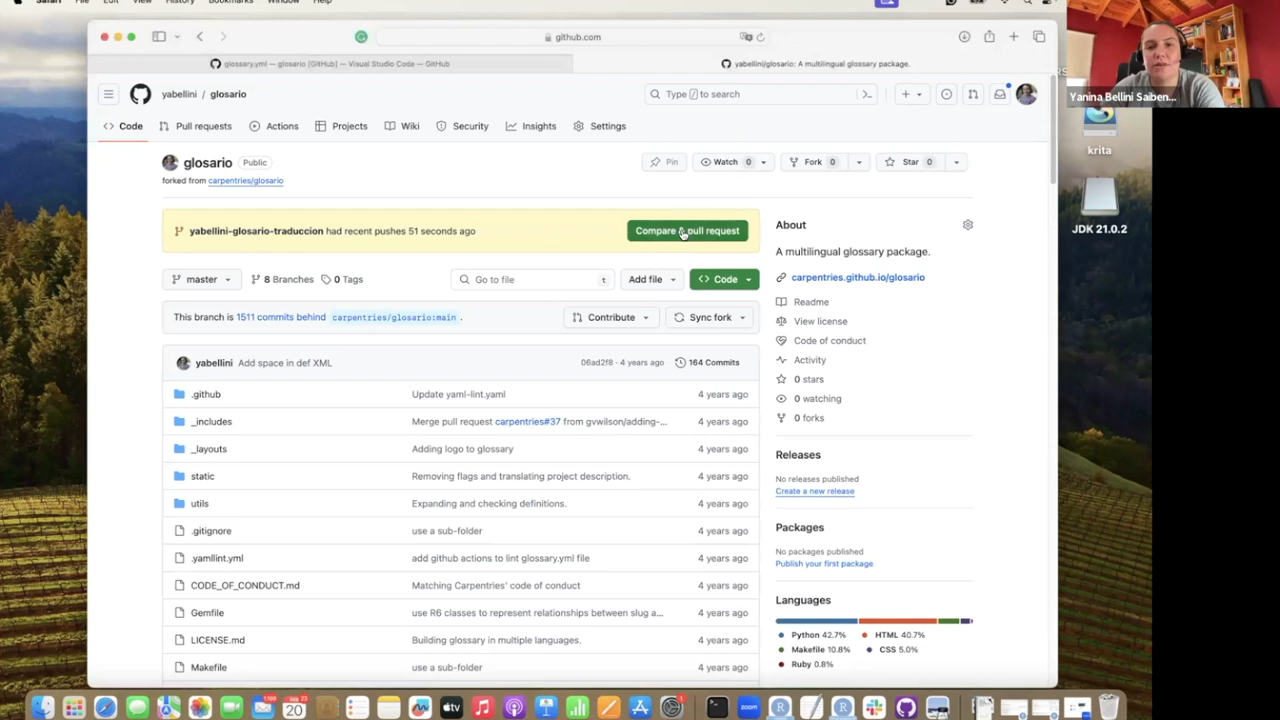 Safari File Edit View History Bookmarks Window Help
github.com
glossary.yml — glosario [GitHub] — Visual Studio Code — GitHub
yabellini/glosario: A multilingual glossary package.
Yanina Bellini Saiben...
yabellini / glosario
Type / to search
Code
Pull requests
Actions
Projects
Wiki
Security
Insights
Settings
glosario Public
Pin
Watch 0
Fork 0
Star 0
forked from carpentries/glosario
yabellini-glosario-traduccion had recent pushes 51 seconds ago
Compare & pull request
master
8 Branches
0 Tags
Go to file
t
Add file
Code
This branch is 1511 commits behind carpentries/glosario:main .
Contribute
Sync fork
yabellini Add space in def XML
06ad2f8 · 4 years ago
164 Commits
.github Update yaml-lint.yaml 4 years ago
_includes Merge pull request carpentries#37 from gvwilson/adding-... 4 years ago
_layouts Adding logo to glossary 4 years ago
static Removing flags and translating project description. 4 years ago
utils Expanding and checking definitions. 4 years ago
.gitignore use a sub-folder 4 years ago
.yamllint.yml add github actions to lint glossary.yml file 4 years ago
CODE_OF_CONDUCT.md Matching Carpentries' code of conduct 4 years ago
Gemfile use R6 classes to represent relationships between slug a... 4 years ago
LICENSE.md Building glossary in multiple languages. 4 years ago
Makefile use a sub-folder 4 years ago
About
A multilingual glossary package.
carpentries.github.io/glosario
Readme
View license
Code of conduct
Activity
0 stars
0 watching
0 forks
Releases
No releases published
Create a new release
Packages
No packages published
Publish your first package
Languages
Python 42.7%
HTML 40.7%
Makefile 10.8%
CSS 5.0%
Ruby 0.8%
krita
JDK 21.0.2
20
tv
zoom
R
R